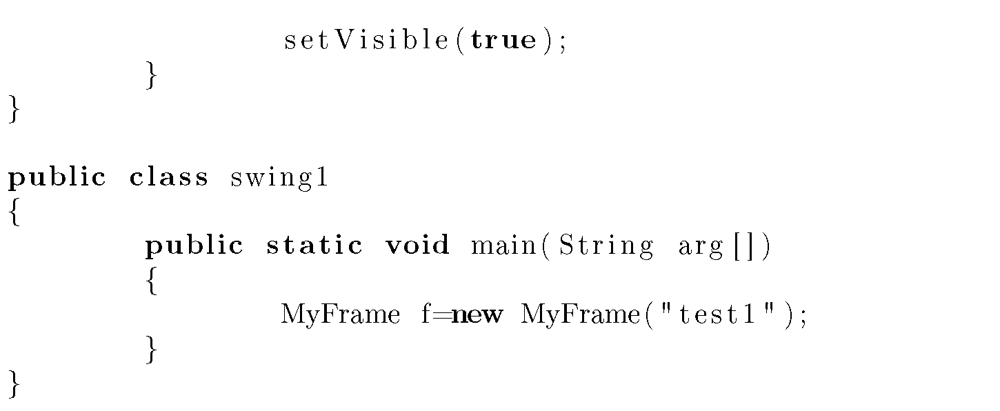 setVisible(true);
}
}
public class swing1
{
public static void main(String arg[])
{
MyFrame f=new MyFrame("test1");
}
}